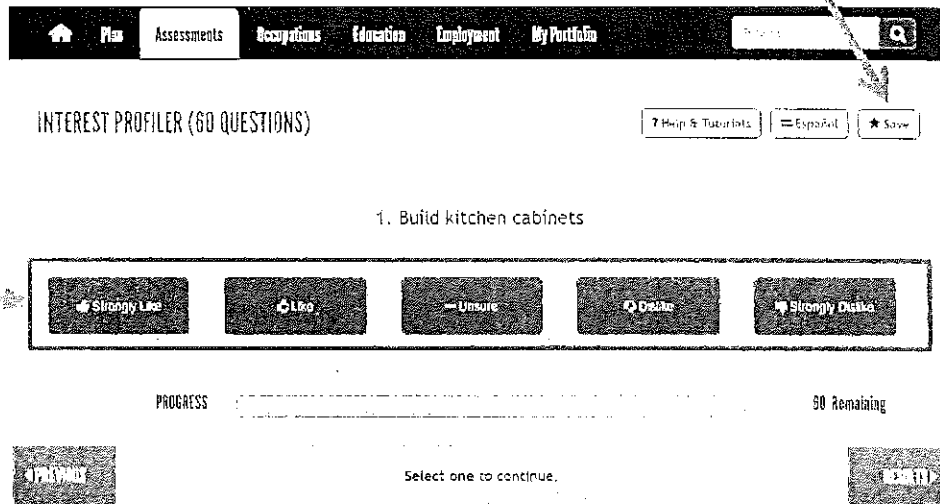 Plan Assessments Occupations Education Employment My Portfolio
INTEREST PROFILER (60 QUESTIONS)
? Help & Tutorials Español Save
1. Build kitchen cabinets
Strongly Like Like Unsure Dislike Strongly Dislike
PROGRESS 60 Remaining
PREVIOUS Select one to continue.